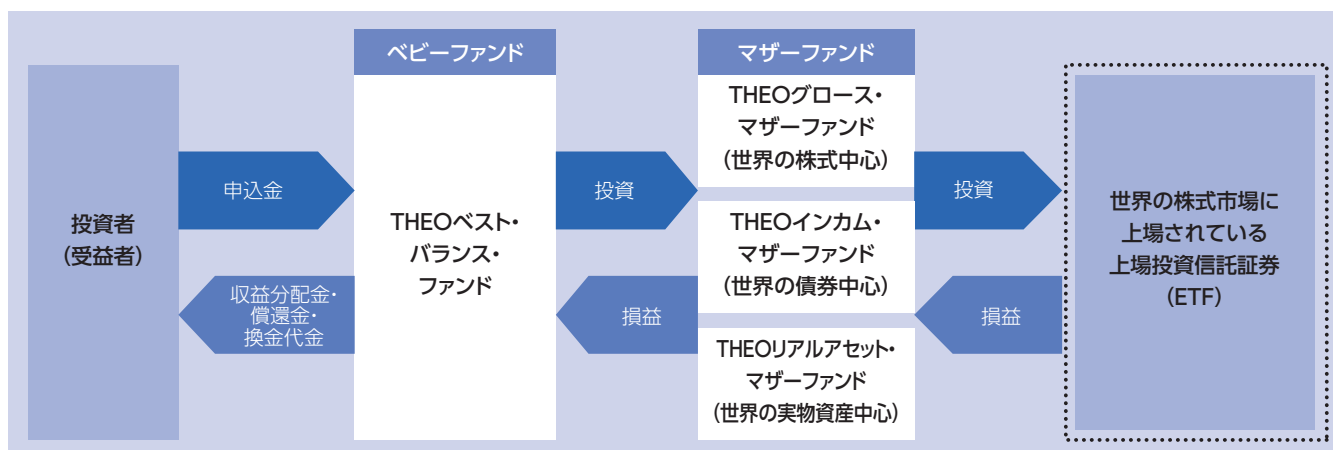 投資者
(受益者)
申込金
収益分配金・
償還金・
換金代金
ベビーファンド
THEOベスト・
バランス・
ファンド
投資
損益
マザーファンド
THEOグロース・
マザーファンド
(世界の株式中心)
THEOインカム・
マザーファンド
(世界の債券中心)
THEOリアルアセット・
マザーファンド
(世界の実物資産中心)
投資
損益
世界の株式市場に
上場されている
上場投資信託証券
(ETF)